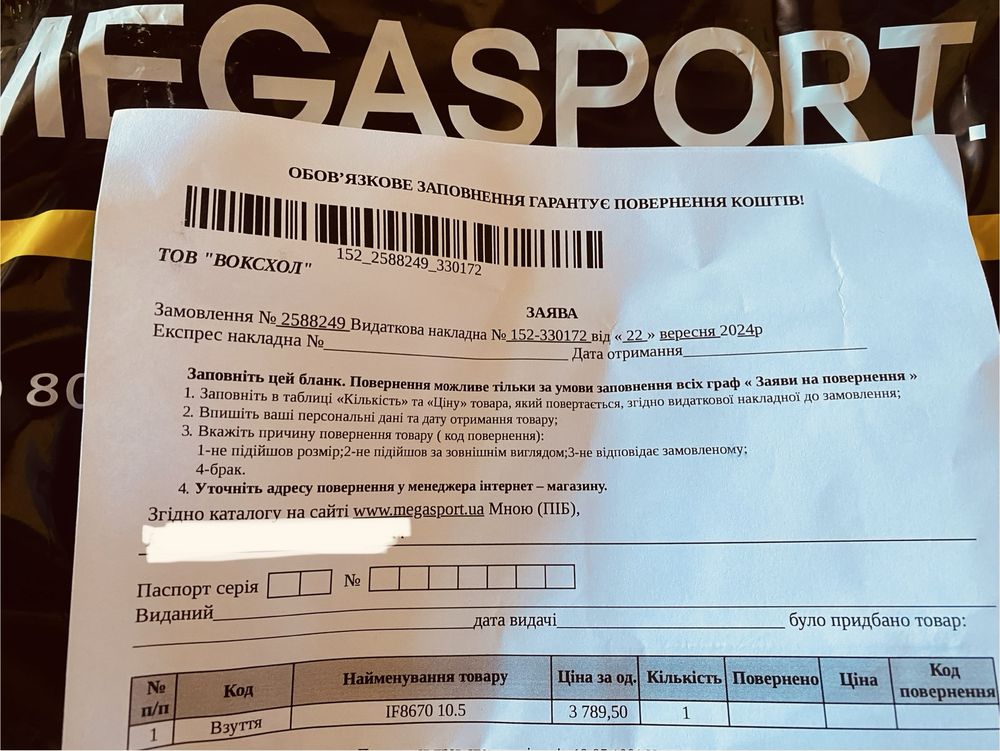 MEGASPORT.
80
ОБОВ’ЯЗКОВЕ ЗАПОВНЕННЯ ГАРАНТУЄ ПОВЕРНЕННЯ КОШТІВ!
152_2588249_330172
ТОВ "ВОКСХОЛ"
ЗАЯВА
Замовлення № 2588249 Видаткова накладна № 152-330172 від « 22 » вересня 2024р
Експрес накладна №____________________________ Дата отримання______________________
Заповніть цей бланк. Повернення можливе тільки за умови заповнення всіх граф « Заяви на повернення »
1. Заповніть в таблиці «Кількість» та «Ціну» товара, який повертається, згідно видаткової накладної до замовлення;
2. Впишіть ваші персональні дані та дату отримання товару;
3. Вкажіть причину повернення товару ( код повернення):
1-не підійшов розмір;2-не підійшов за зовнішнім виглядом;3-не відповідає замовленому;
4-брак.
4. Уточніть адресу повернення у менеджера інтернет – магазину.
Згідно каталогу на сайті www.megasport.ua Мною (ПІБ),
Паспорт серія №
Виданий______________________________дата видачі__________________________ було придбано товар:
№ п/п Код Найменування товару Ціна за од. Кількість Повернено Ціна Код повернення
1 Взуття IF8670 10.5 3 789,50 1